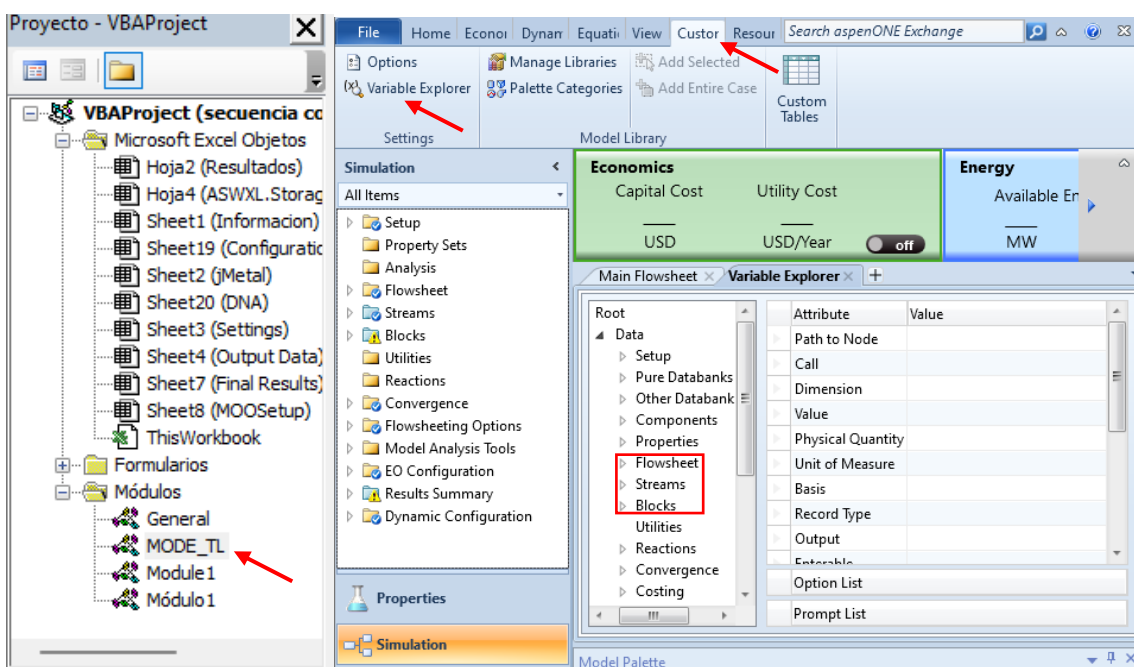 Proyecto - VBAProject
VBAProject (secuencia co
Microsoft Excel Objetos
Hoja2 (Resultados)
Hoja4 (ASWXL.Storag
Sheet1 (Informacion)
Sheet19 (Configuratic
Sheet2 (jMetal)
Sheet20 (DNA)
Sheet3 (Settings)
Sheet4 (Output Data)
Sheet7 (Final Results)
Sheet8 (MOOSetup)
ThisWorkbook
Formularios
Módulos
General
MODE_TL
Module1
Módulo1
File Home Econor Dynam Equati View Custor Resour Search aspenONE Exchange
Options Manage Libraries Add Selected
Variable Explorer Palette Categories Add Entire Case
Custom
Tables
Settings Model Library
Simulation
All Items
Setup
Property Sets
Analysis
Flowsheet
Streams
Blocks
Utilities
Reactions
Convergence
Flowsheeting Options
Model Analysis Tools
EO Configuration
Results Summary
Dynamic Configuration
Properties
Simulation
Economics
Capital Cost Utility Cost
USD USD/Year off
Energy
Available En
MW
Main Flowsheet Variable Explorer
Root
Data
Setup
Pure Databanks
Other Databank
Components
Properties
Flowsheet
Streams
Blocks
Utilities
Reactions
Convergence
Costing
Attribute Value
Path to Node
Call
Dimension
Value
Physical Quantity
Unit of Measure
Basis
Record Type
Output
Enterable
Option List
Prompt List
Model Palette